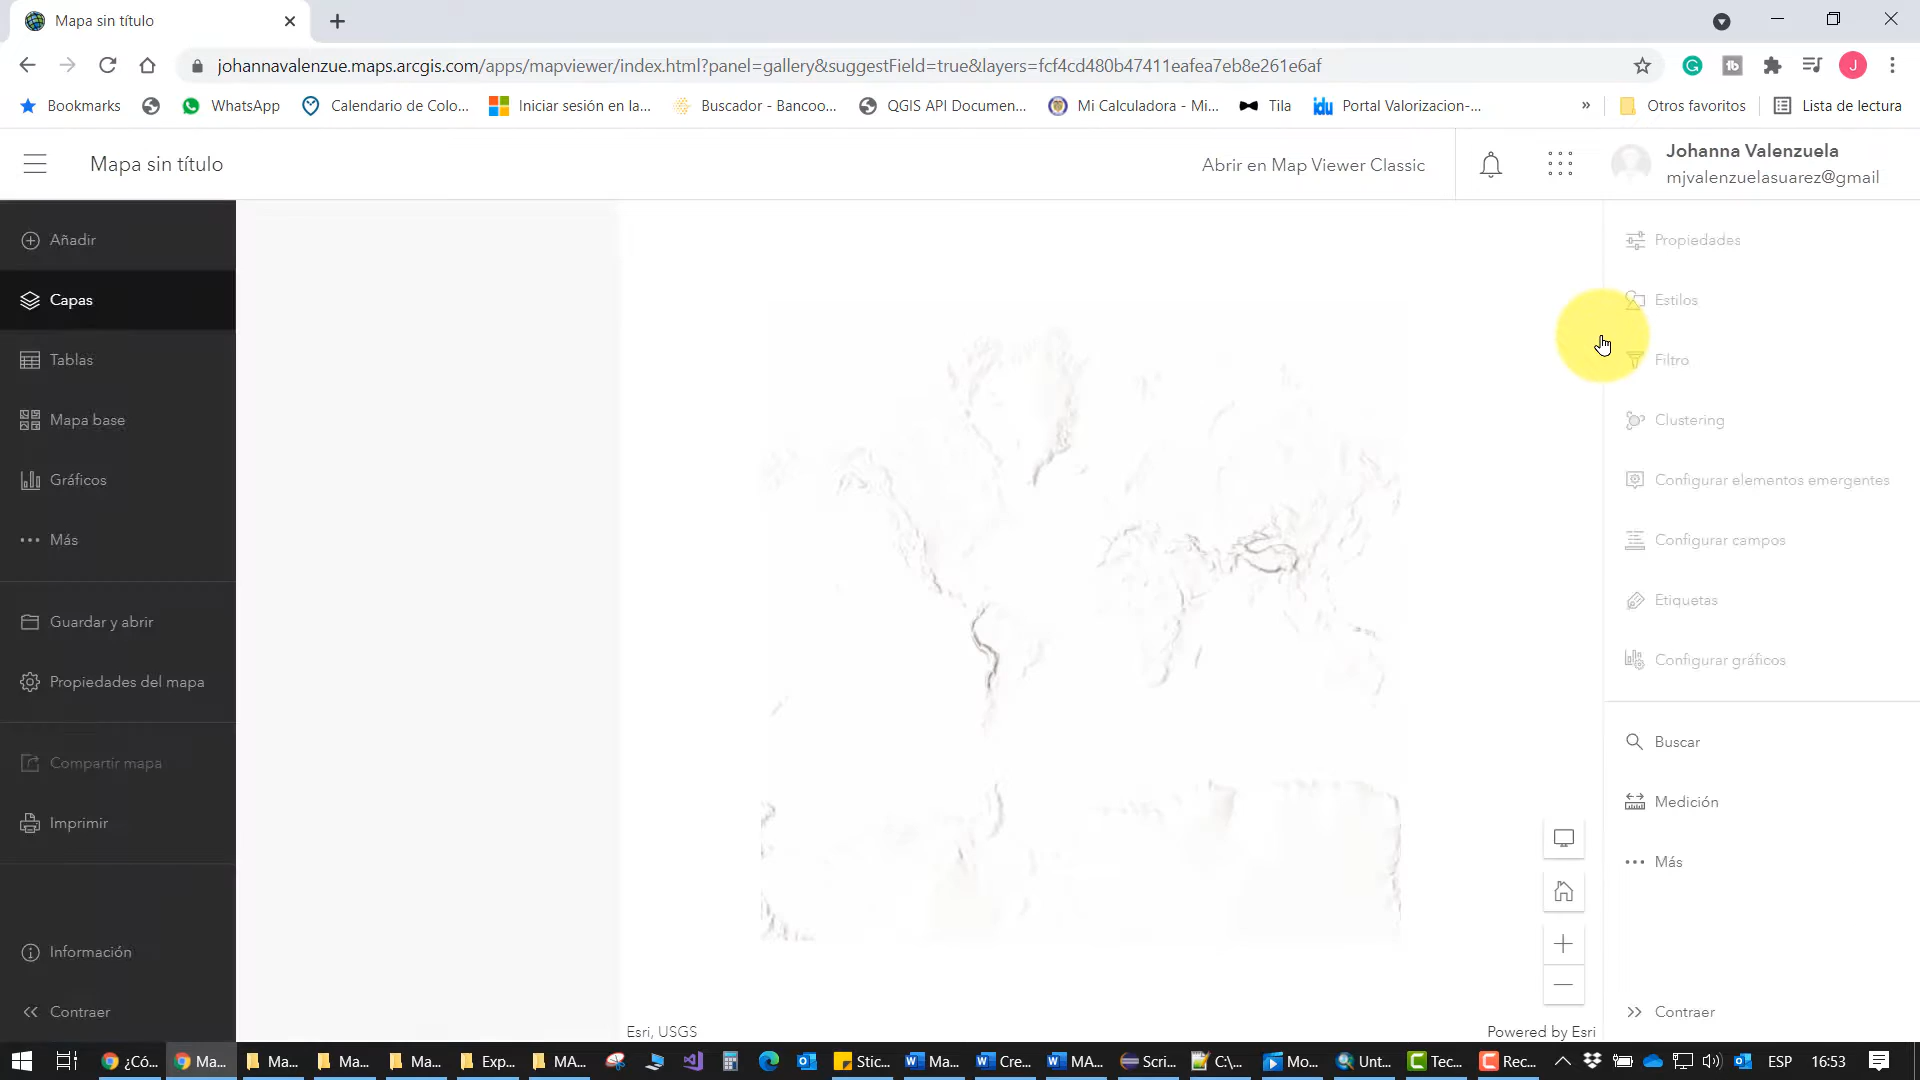 Mapa sin título
johannavalenzue.maps.arcgis.com/apps/mapviewer/index.html?panel=gallery&suggestField=true&layers=fcf4cd480b47411eafea7eb8e261e6af
Bookmarks
WhatsApp
Calendario de Colo...
Iniciar sesión en la...
Buscador - Bancoo...
QGIS API Documen...
Mi Calculadora - Mi...
Tila
idu Portal Valorizacion-...
»
Otros favoritos
Lista de lectura
Mapa sin título
Abrir en Map Viewer Classic
Johanna Valenzuela
mjvalenzuelasuarez@gmail
Añadir
Capas
Tablas
Mapa base
Gráficos
Más
Guardar y abrir
Propiedades del mapa
Compartir mapa
Imprimir
Información
Contraer
Propiedades
Estilos
Filtro
Clustering
Configurar elementos emergentes
Configurar campos
Etiquetas
Configurar gráficos
Buscar
Medición
Más
Contraer
Esri, USGS
Powered by Esri
¿Có...
Ma...
Ma...
Ma...
Ma...
Exp...
MA...
Stic...
Ma...
Cre...
MA...
Scri...
C:\...
Mo...
Unt...
Tec...
Rec...
ESP
16:53